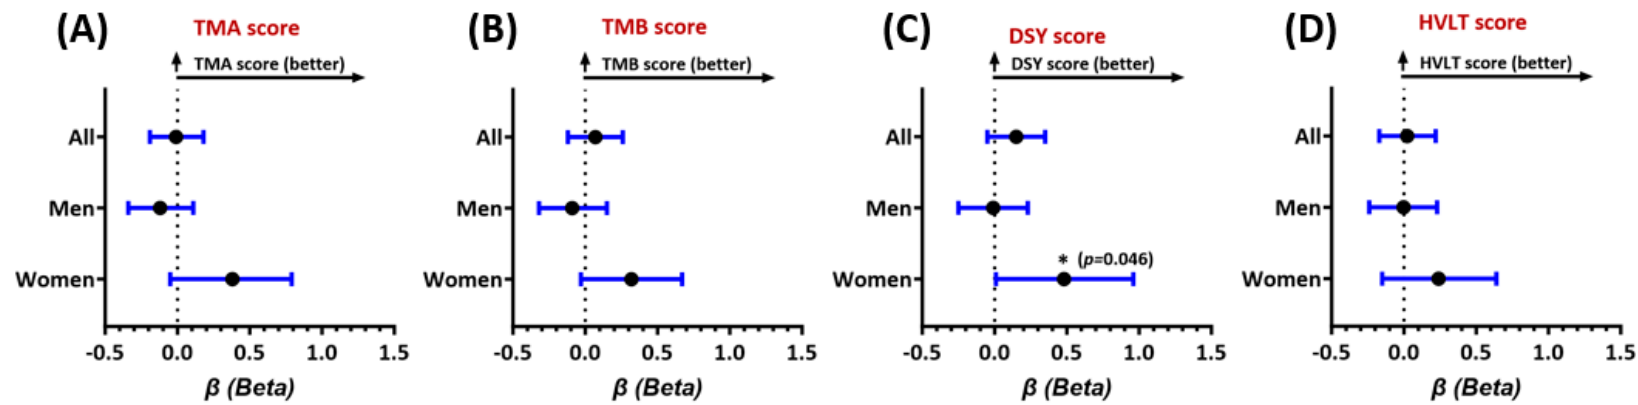 (A)
TMA score
TMA score (better)
All
Men
Women
-0.5 0.0 0.5 1.0 1.5
β (Beta)
(B)
TMB score
TMB score (better)
All
Men
Women
-0.5 0.0 0.5 1.0 1.5
β (Beta)
(C)
DSY score
DSY score (better)
All
Men
* (p=0.046)
Women
-0.5 0.0 0.5 1.0 1.5
β (Beta)
(D)
HVLT score
HVLT score (better)
All
Men
Women
-0.5 0.0 0.5 1.0 1.5
β (Beta)